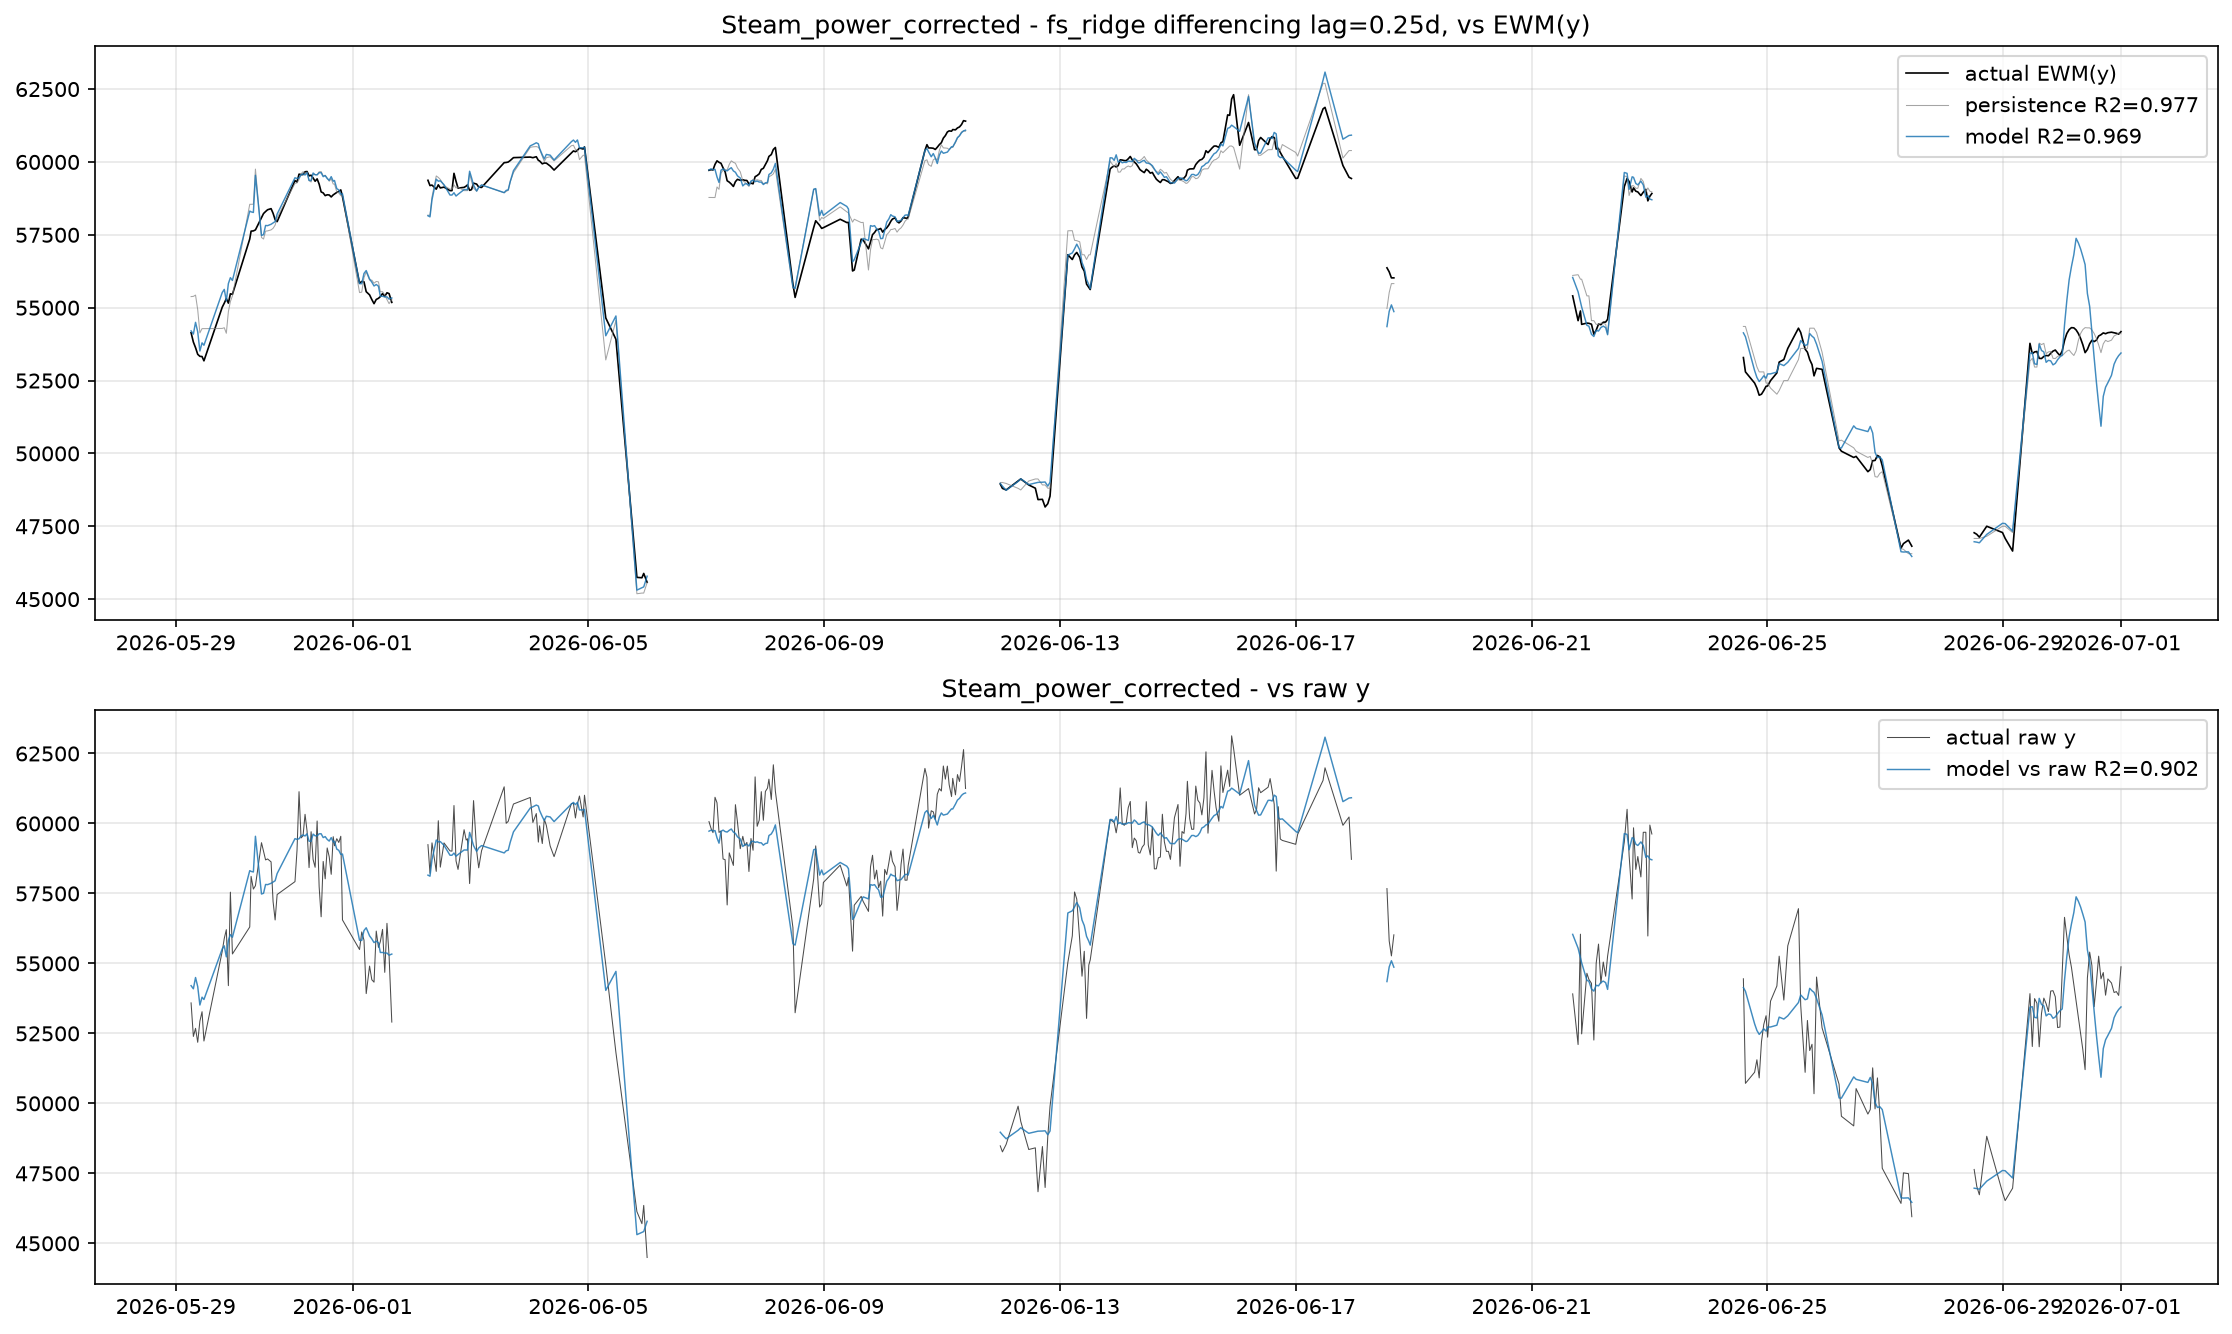 Steam_power_corrected - fs_ridge differencing lag=0.25d, vs EWM(y)
actual EWM(y)
persistence R2=0.977
model R2=0.969
62500
60000
57500
55000
52500
50000
47500
45000
2026-05-29 2026-06-01 2026-06-05 2026-06-09 2026-06-13 2026-06-17 2026-06-21 2026-06-25 2026-06-29 2026-07-01
Steam_power_corrected - vs raw y
actual raw y
model vs raw R2=0.902
62500
60000
57500
55000
52500
50000
47500
45000
2026-05-29 2026-06-01 2026-06-05 2026-06-09 2026-06-13 2026-06-17 2026-06-21 2026-06-25 2026-06-29 2026-07-01